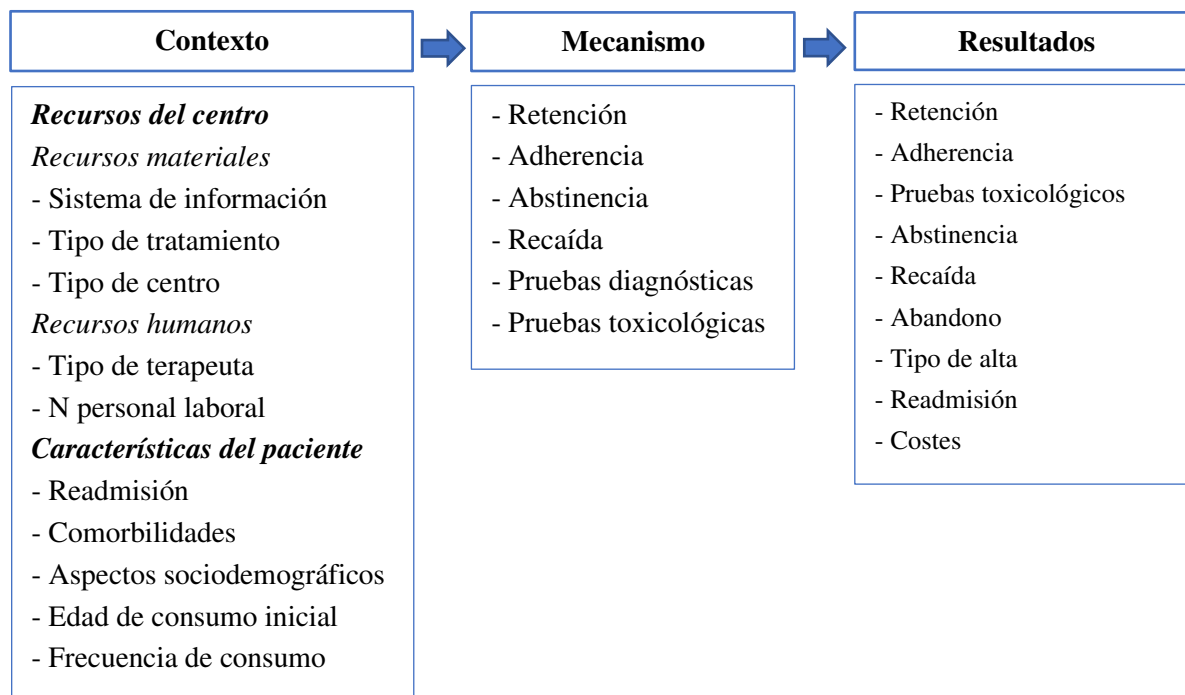 Contexto
Recursos del centro
Recursos materiales
- Sistema de información
- Tipo de tratamiento
- Tipo de centro
Recursos humanos
- Tipo de terapeuta
- N personal laboral
Características del paciente
- Readmisión
- Comorbilidades
- Aspectos sociodemográficos
- Edad de consumo inicial
- Frecuencia de consumo
Mecanismo
- Retención
- Adherencia
- Abstinencia
- Recaída
- Pruebas diagnósticas
- Pruebas toxicológicas
Resultados
- Retención
- Adherencia
- Pruebas toxicológicos
- Abstinencia
- Recaída
- Abandono
- Tipo de alta
- Readmisión
- Costes